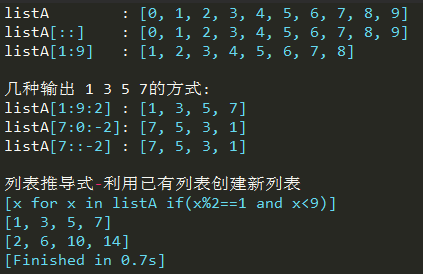 listA       : [0, 1, 2, 3, 4, 5, 6, 7, 8, 9]
listA[::]   : [0, 1, 2, 3, 4, 5, 6, 7, 8, 9]
listA[1:9]  : [1, 2, 3, 4, 5, 6, 7, 8]
几种输出 1 3 5 7的方式:
listA[1:9:2] : [1, 3, 5, 7]
listA[7:0:-2]: [7, 5, 3, 1]
listA[7::-2] : [7, 5, 3, 1]
列表推导式-利用已有列表创建新列表
[x for x in listA if(x%2==1 and x<9)]
[1, 3, 5, 7]
[2, 6, 10, 14]
[Finished in 0.7s]